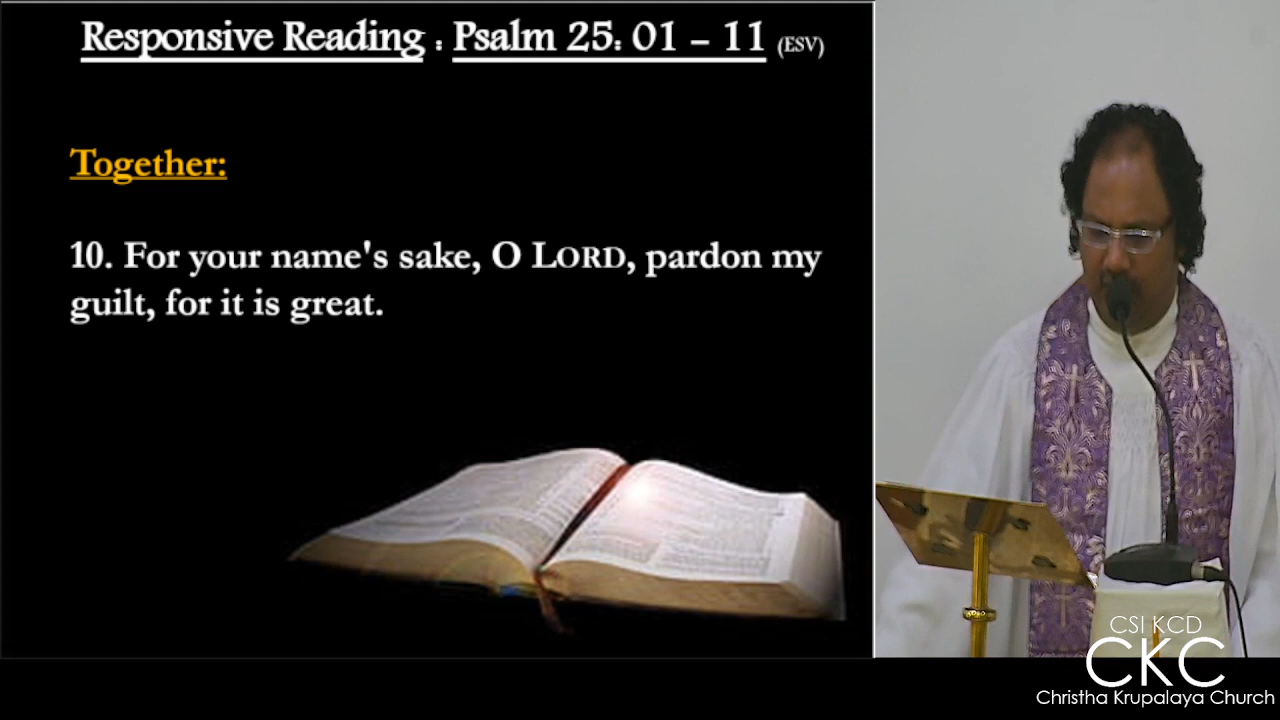 Responsive Reading : Psalm 25: 01 – 11 (ESV)
Together:
10. For your name's sake, O LORD, pardon my
guilt, for it is great.
CSI KCD
CKC
Christha Krupalaya Church